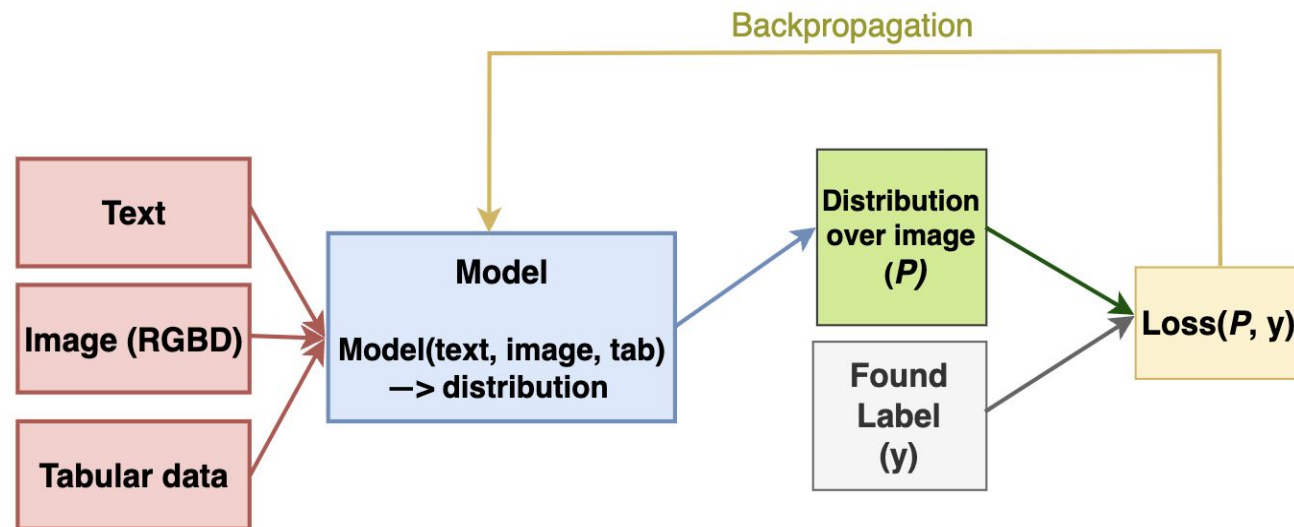 Backpropagation
Text
Image (RGBD)
Tabular data
Model
Model(text, image, tab)
—> distribution
Distribution
over image
(P)
Found
Label
(y)
Loss(P, y)